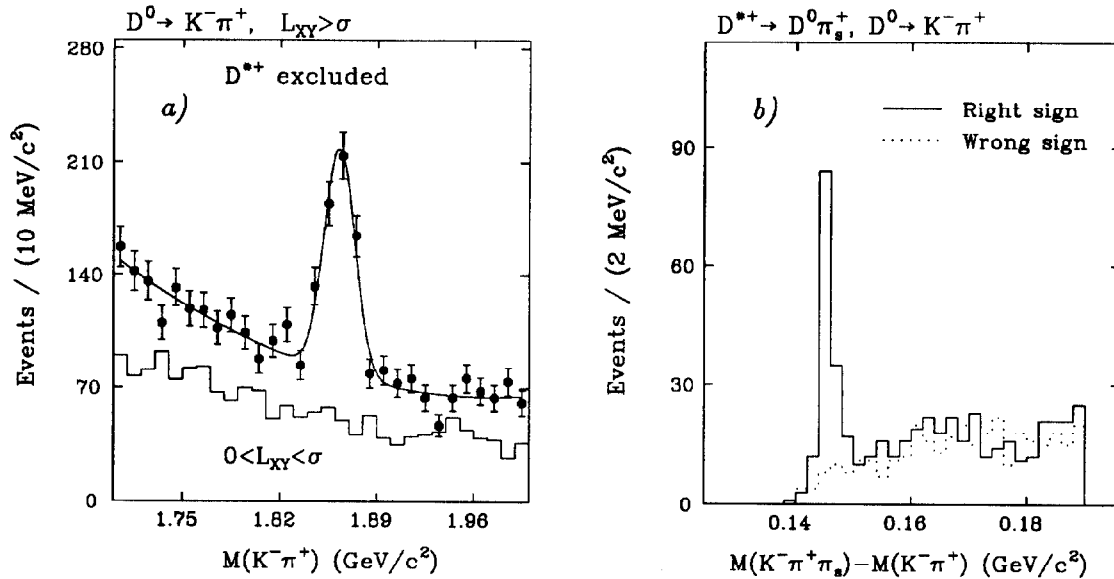 D⁰→ K⁻π⁺, L_XY>σ
D*⁺ excluded
a)
Events / (10 MeV/c²)
280
210
140
70
0
0<L_XY<σ
1.75 1.82 1.89 1.96
M(K⁻π⁺) (GeV/c²)
D*⁺→ D⁰π_s⁺, D⁰→ K⁻π⁺
b)
Right sign
Wrong sign
Events / (2 MeV/c²)
90
60
30
0
0.14 0.16 0.18
M(K⁻π⁺π_s)−M(K⁻π⁺) (GeV/c²)